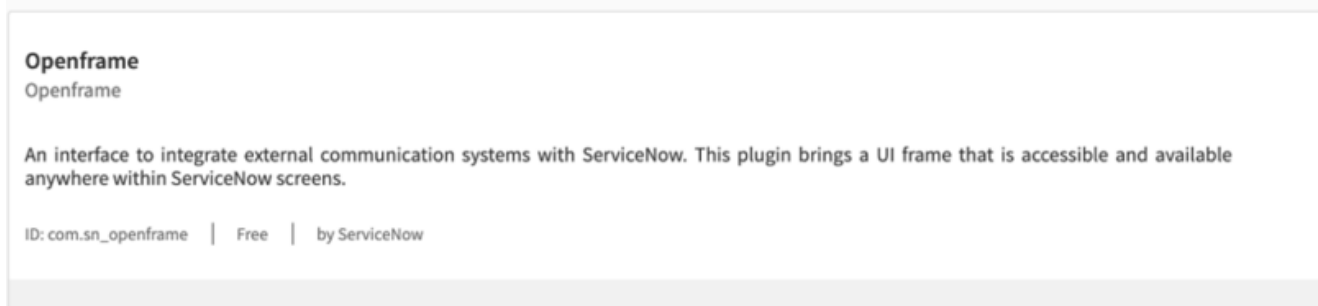 Openframe
Openframe
An interface to integrate external communication systems with ServiceNow. This plugin brings a UI frame that is accessible and available
anywhere within ServiceNow screens.
ID: com.sn_openframe | Free | by ServiceNow